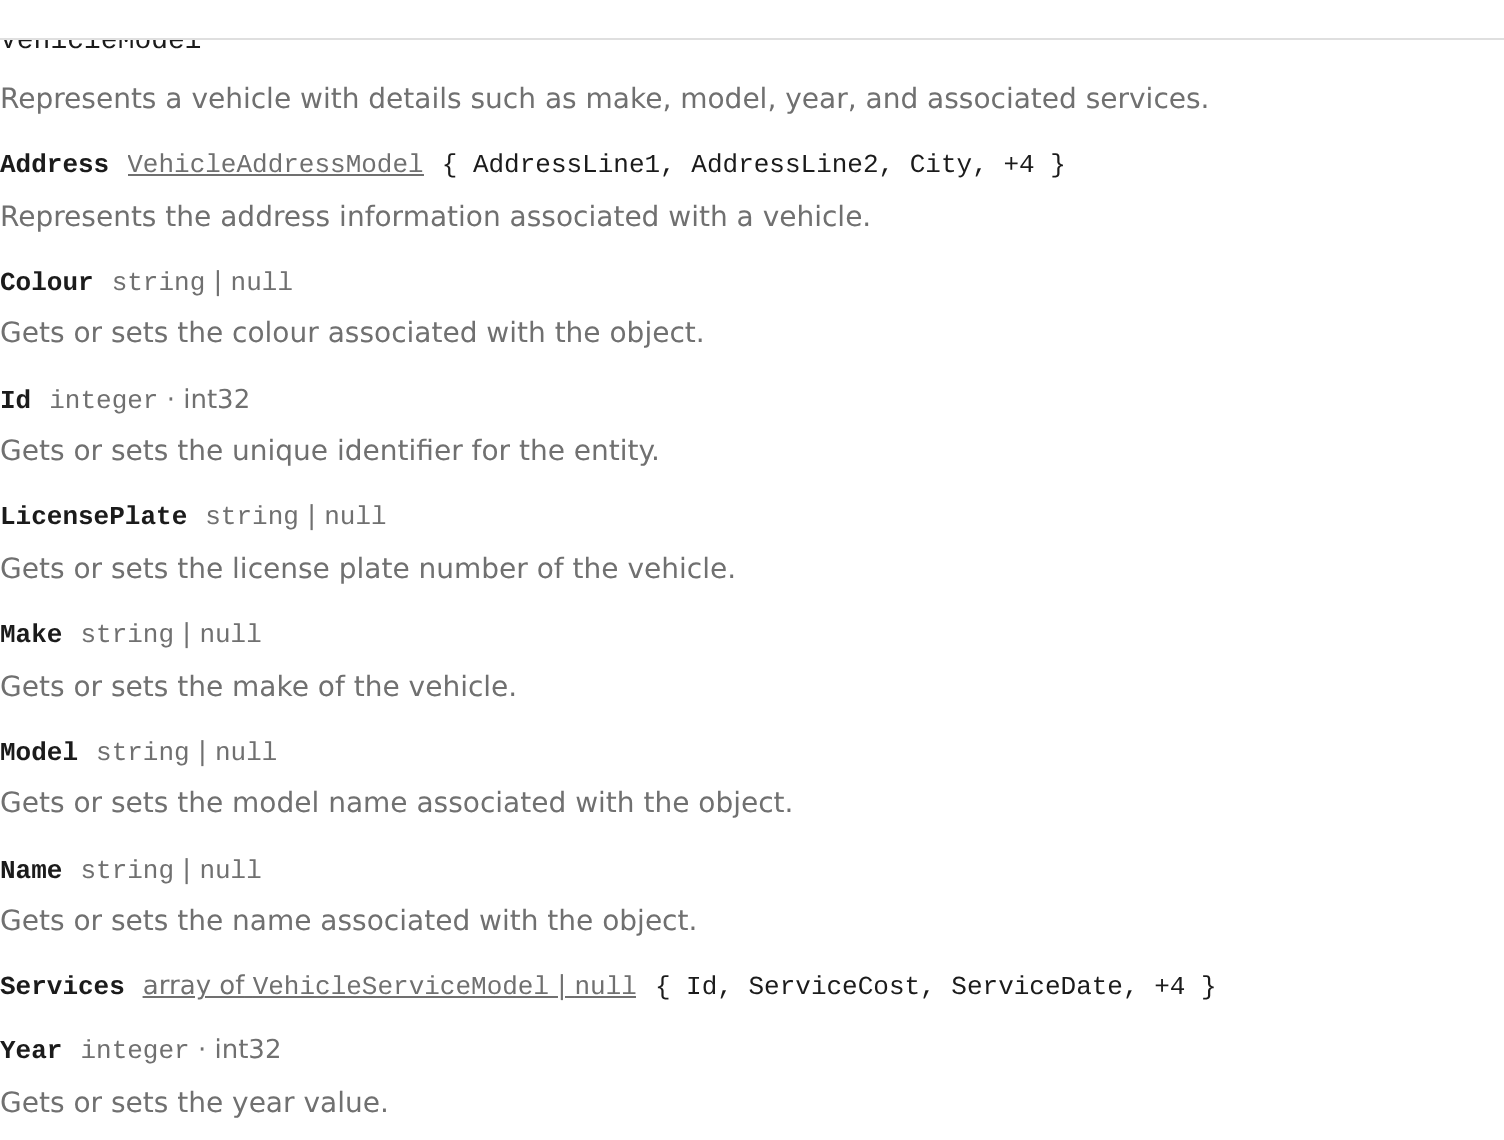 VehicleModel
Represents a vehicle with details such as make, model, year, and associated services.
Address VehicleAddressModel { AddressLine1, AddressLine2, City, +4 }
Represents the address information associated with a vehicle.
Colour string | null
Gets or sets the colour associated with the object.
Id integer · int32
Gets or sets the unique identifier for the entity.
LicensePlate string | null
Gets or sets the license plate number of the vehicle.
Make string | null
Gets or sets the make of the vehicle.
Model string | null
Gets or sets the model name associated with the object.
Name string | null
Gets or sets the name associated with the object.
Services array of VehicleServiceModel | null { Id, ServiceCost, ServiceDate, +4 }
Year integer · int32
Gets or sets the year value.